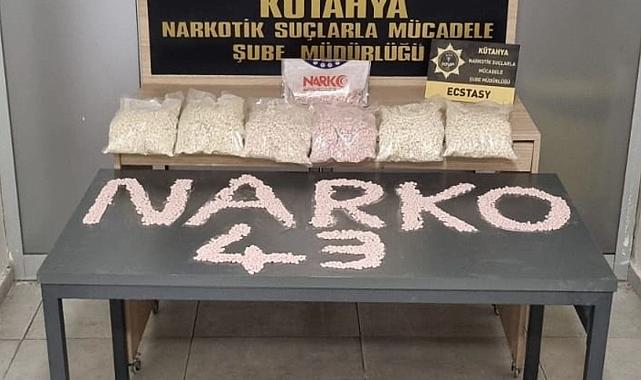 KÜTAHYA
NARKOTİK SUÇLARLA MÜCADELE
ŞUBE MÜDÜRLÜĞÜ
NARKO
KÜTAHYA
NARKOTİK SUÇLARLA
MÜCADELE
ŞUBE MÜDÜRLÜĞÜ
ECSTASY
NARKO
43